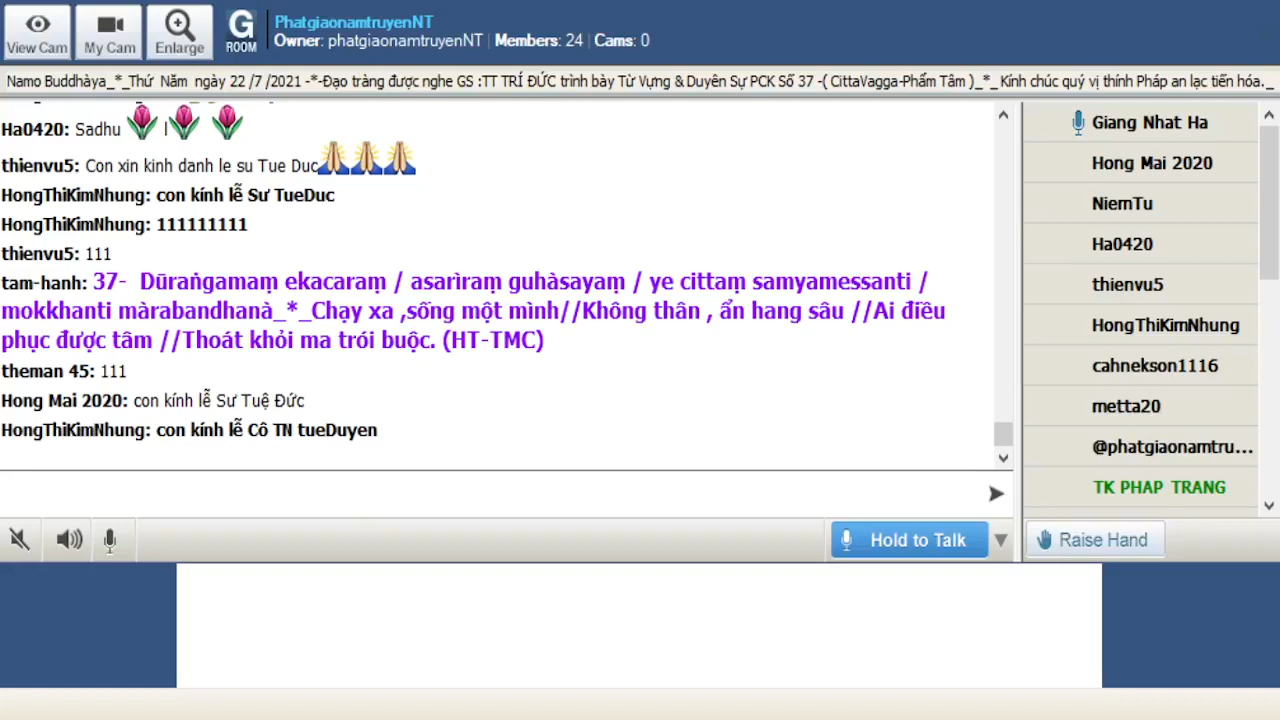 View Cam
My Cam
Enlarge
G
ROOM
PhatgiaonamtruyenNT
Owner: phatgiaonamtruyenNT | Members: 24 | Cams: 0
Namo Buddhàya_*_Thứ Năm ngày 22 /7 /2021 -*-Đạo tràng được nghe GS :TT TRÍ ĐỨC trình bày Từ Vựng & Duyên Sự PCK Số 37 -( CittaVagga-Phẩm Tâm )_*_Kính chúc quý vị thính Pháp an lạc tiến hóa._
Ha0420: Sadhu
thienvu5: Con xin kinh danh le su Tue Duc
HongThiKimNhung: con kính lễ Sư TueDuc
HongThiKimNhung: 111111111
thienvu5: 111
tam-hanh: 37- Dūraṅgamaṃ ekacaraṃ / asarìraṃ guhàsayaṃ / ye cittaṃ samyamessanti /
mokkhanti màrabandhanà_*_Chạy xa ,sống một mình//Không thân , ẩn hang sâu //Ai điều
phục được tâm //Thoát khỏi ma trói buộc. (HT-TMC)
theman 45: 111
Hong Mai 2020: con kính lễ Sư Tuệ Đức
HongThiKimNhung: con kính lễ Cô TN tueDuyen
Giang Nhat Ha
Hong Mai 2020
NiemTu
Ha0420
thienvu5
HongThiKimNhung
cahnekson1116
metta20
@phatgiaonamtru...
TK PHAP TRANG
Hold to Talk
Raise Hand